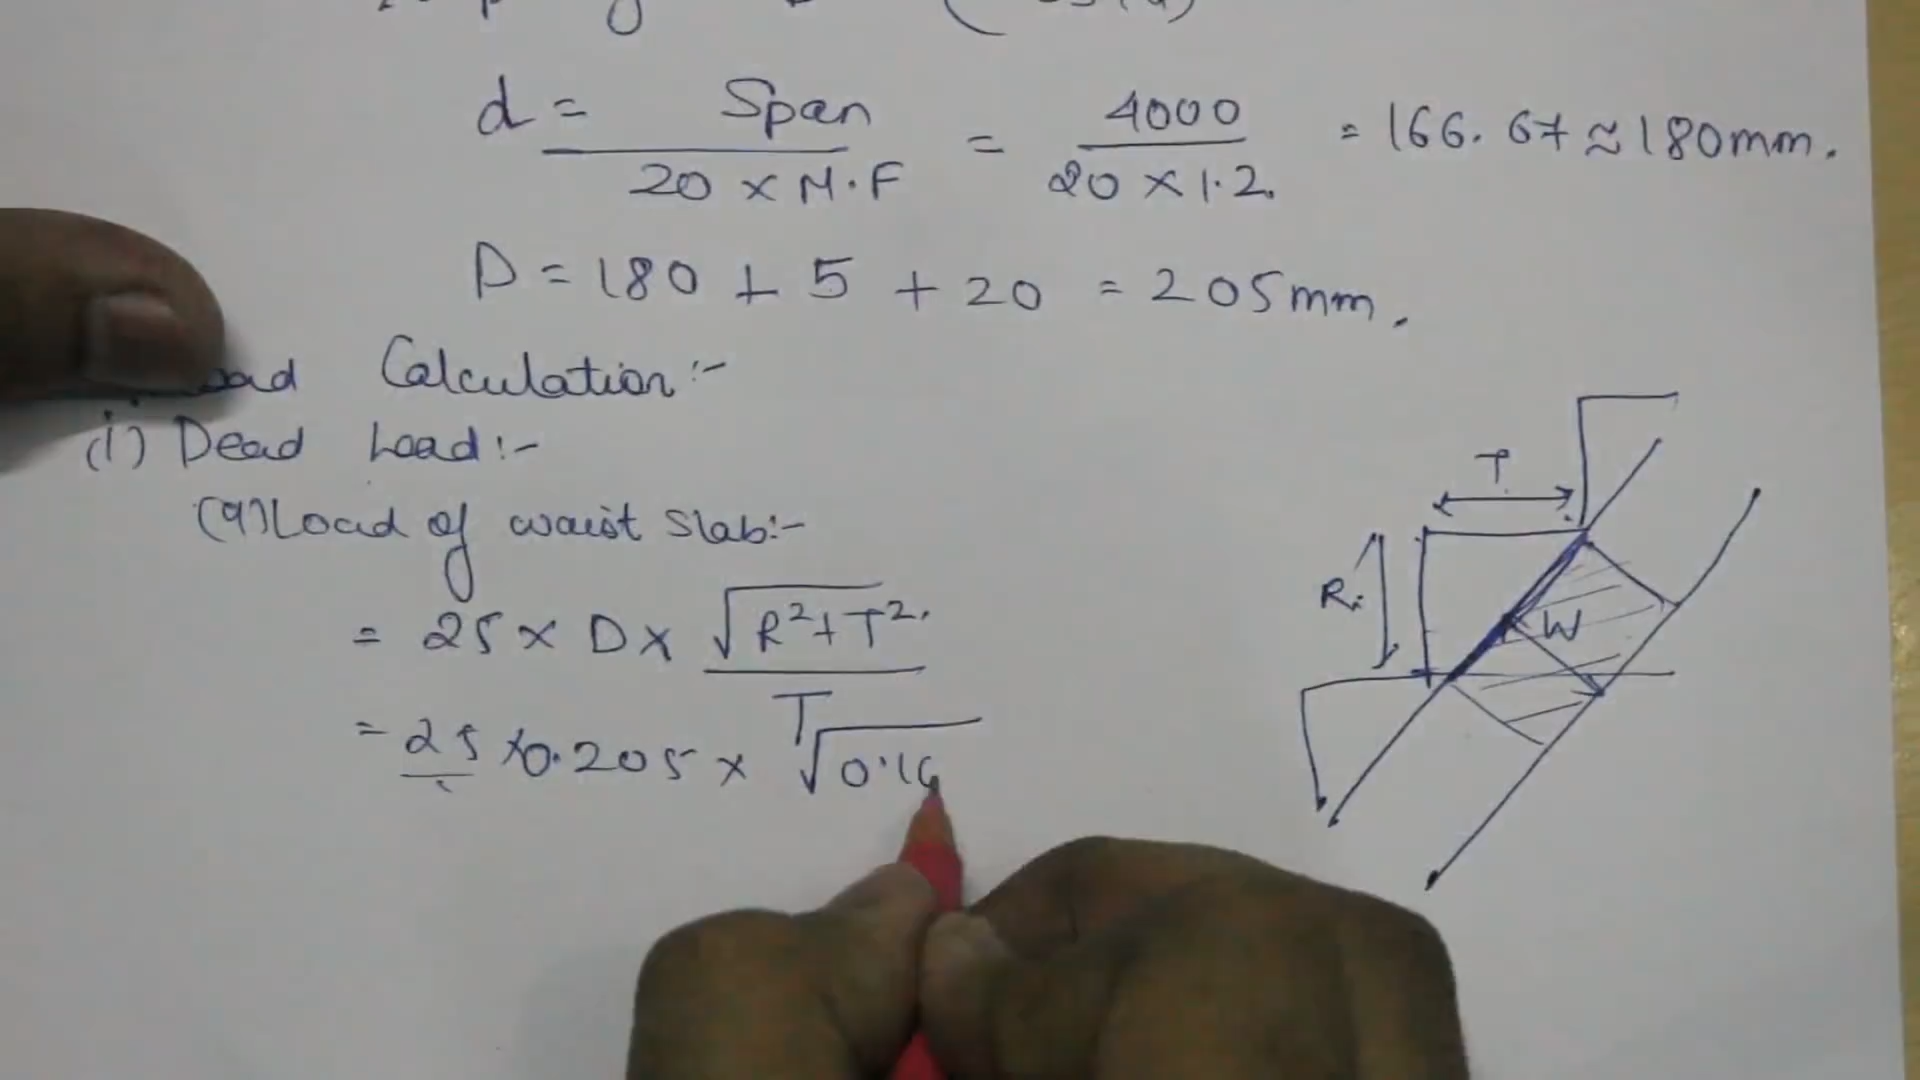 d = Span / 20 × M.F = 4000 / 20 × 1.2. = 166.67 ≈ 180mm.
D = 180 + 5 + 20 = 205mm.
Calculation:-
(i) Dead Load:-
(a) Load of waist slab:-
= 25 × D × √R²+T². / T
= 25 × 0.205 × √0.16
T
R.
W